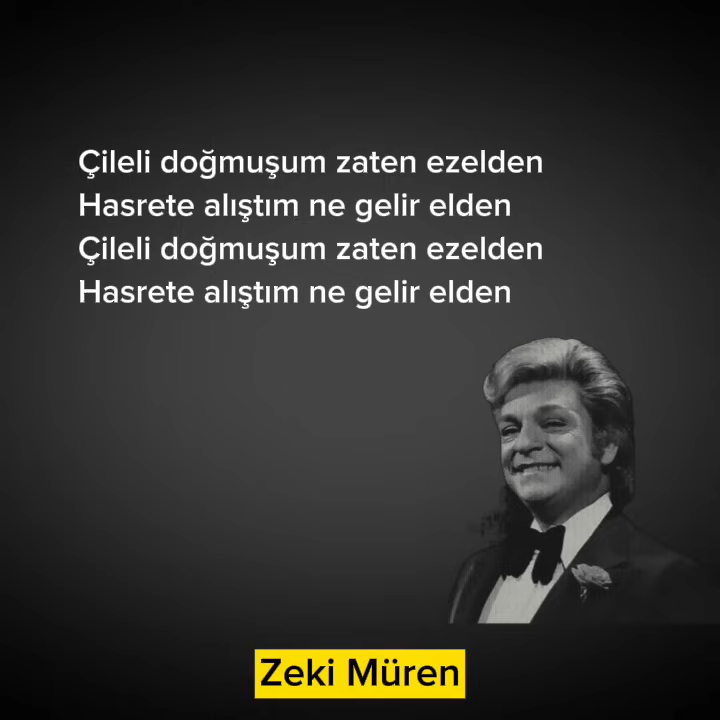 Çileli doğmuşum zaten ezelden
Hasrete alıştım ne gelir elden
Çileli doğmuşum zaten ezelden
Hasrete alıştım ne gelir elden
Zeki Müren